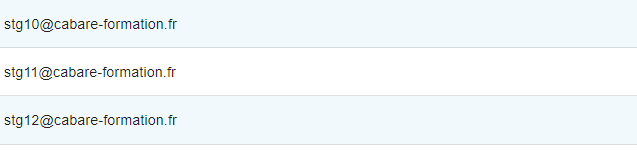 stg10@cabare-formation.fr
stg11@cabare-formation.fr
stg12@cabare-formation.fr